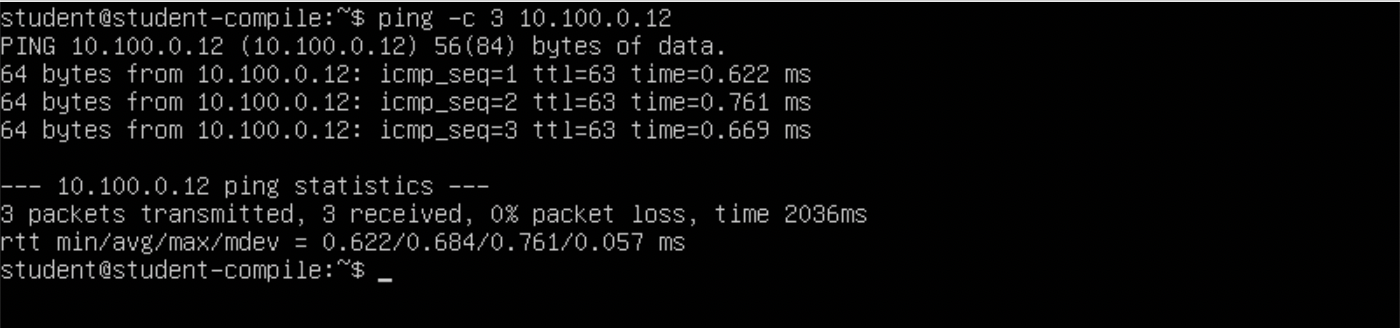 student@student-compile:~$ ping -c 3 10.100.0.12
PING 10.100.0.12 (10.100.0.12) 56(84) bytes of data.
64 bytes from 10.100.0.12: icmp_seq=1 ttl=63 time=0.622 ms
64 bytes from 10.100.0.12: icmp_seq=2 ttl=63 time=0.761 ms
64 bytes from 10.100.0.12: icmp_seq=3 ttl=63 time=0.669 ms
--- 10.100.0.12 ping statistics ---
3 packets transmitted, 3 received, 0% packet loss, time 2036ms
rtt min/avg/max/mdev = 0.622/0.684/0.761/0.057 ms
student@student-compile:~$ _